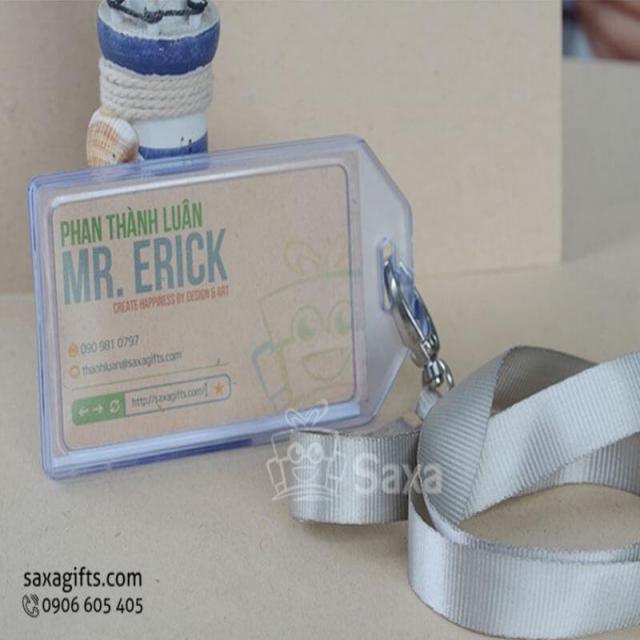 PHAN THÀNH LUÂN
MR. ERICK
CREATE HAPPINESS BY DESIGN & ART
090 981 0797
thanhluan@saxagifts.com
http://saxagifts.com/
Saxa
saxagifts.com
0906 605 405